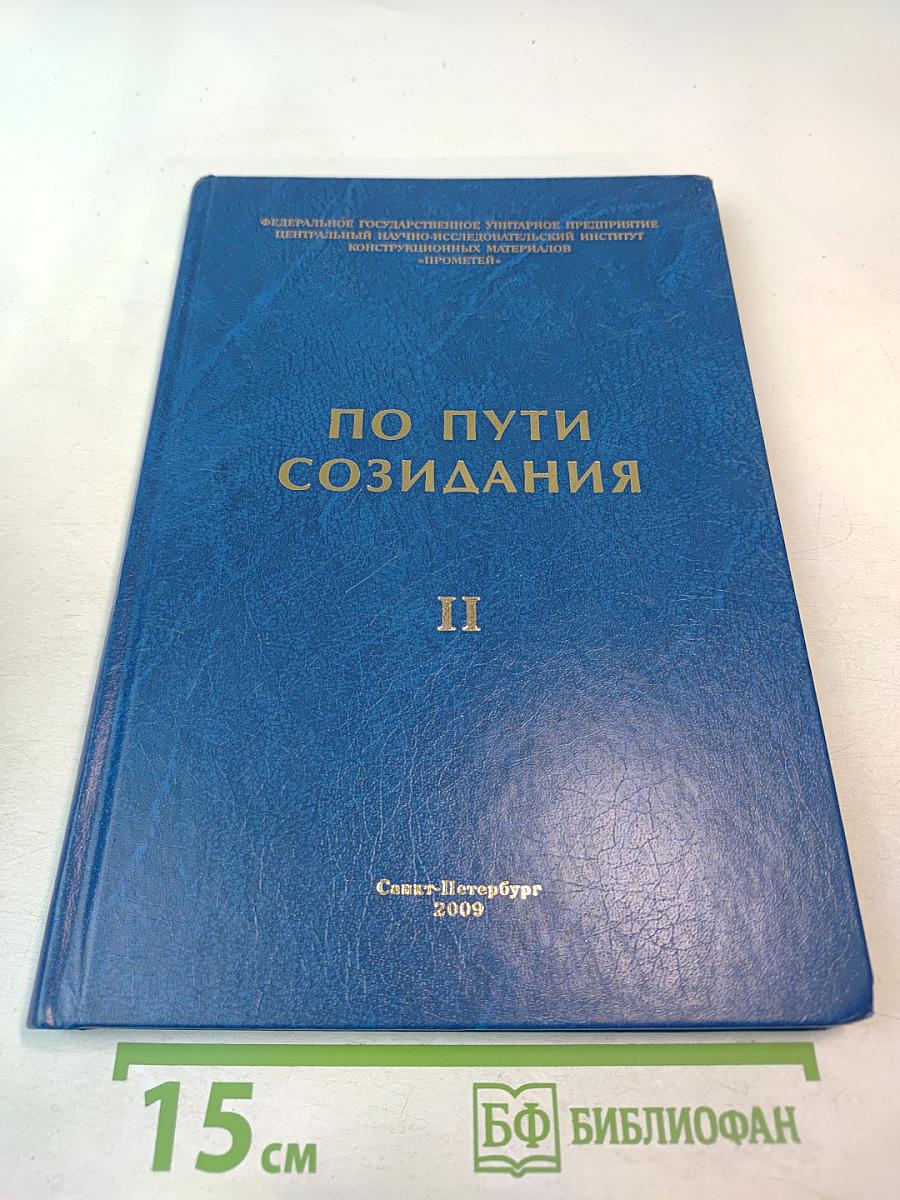 ФЕДЕРАЛЬНОЕ ГОСУДАРСТВЕННОЕ УНИТАРНОЕ ПРЕДПРИЯТИЕ
ЦЕНТРАЛЬНЫЙ НАУЧНО-ИССЛЕДОВАТЕЛЬСКИЙ ИНСТИТУТ
КОНСТРУКЦИОННЫХ МАТЕРИАЛОВ
«ПРОМЕТЕЙ»
ПО ПУТИ
СОЗИДАНИЯ
II
Санкт-Петербург
2009
15 см
БФ БИБЛИОФАН